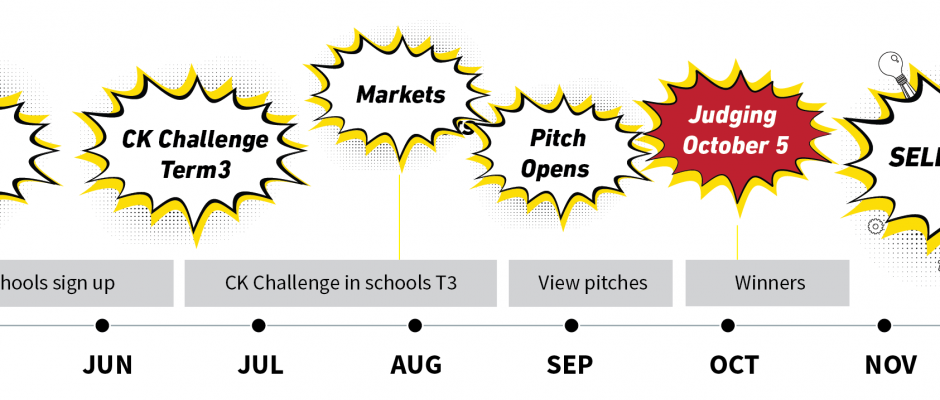 CK Challenge
Term3
Markets
Pitch
Opens
Judging
October 5
hools sign up
CK Challenge in schools T3
View pitches
Winners
JUN
JUL
AUG
SEP
OCT
NOV